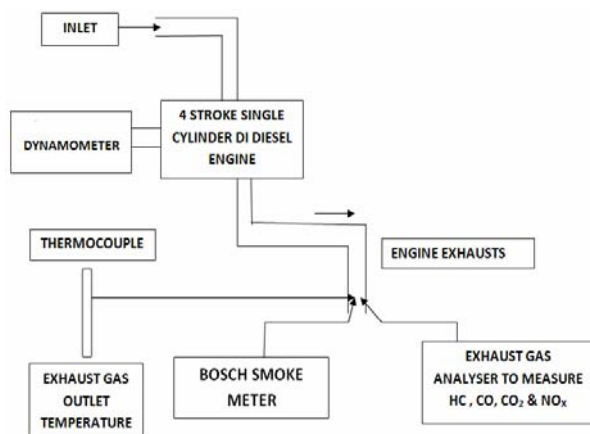 INLET
4 STROKE SINGLE
CYLINDER DI DIESEL
ENGINE
DYNAMOMETER
THERMOCOUPLE
ENGINE EXHAUSTS
EXHAUST GAS
OUTLET
TEMPERATURE
BOSCH SMOKE
METER
EXHAUST GAS
ANALYSER TO MEASURE
HC , CO, CO₂ & NOₓ